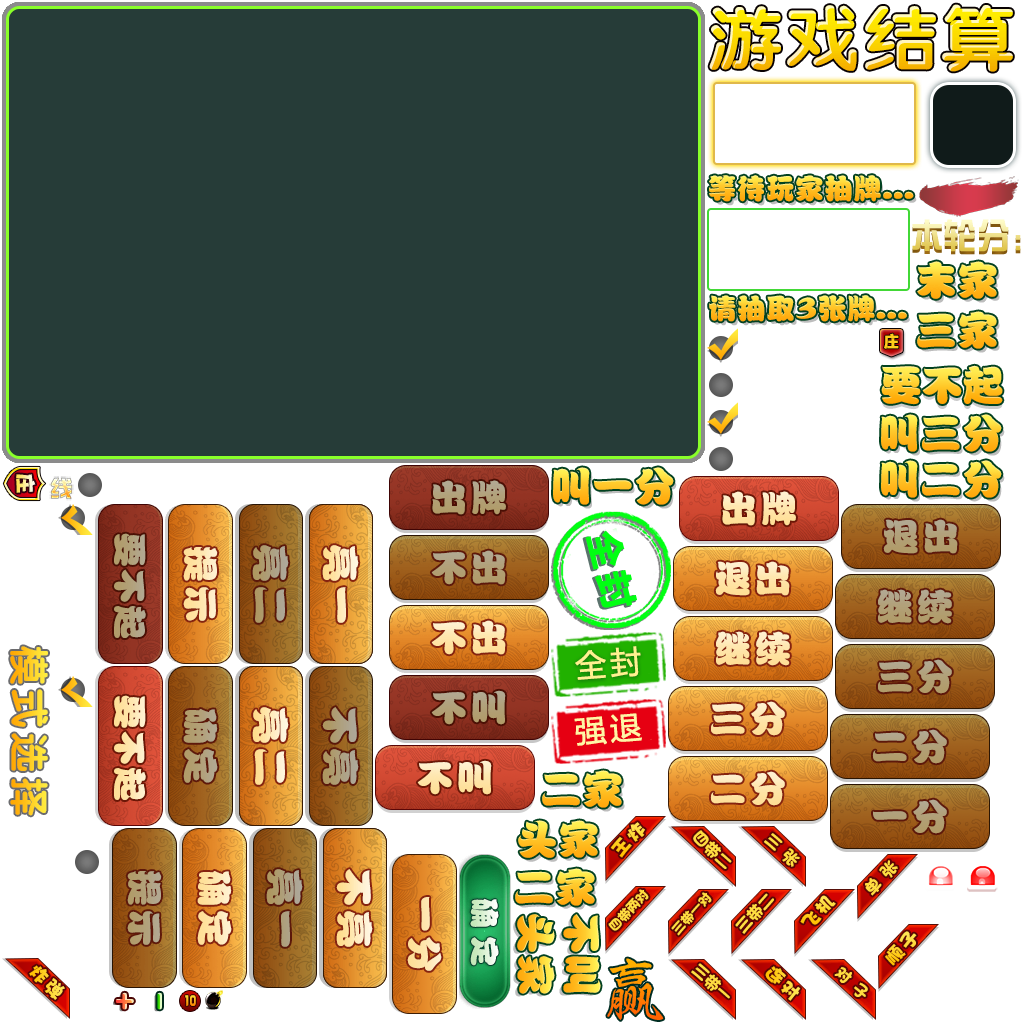 游戏结算
等待玩家抽牌...
本轮分:
末家
请抽取3张牌...
三家
庄
要不起
叫三分
叫二分
庄
叫一分
出牌
出牌
退出
不出
退出
继续
不出
继续
三分
不叫
三分
二分
不叫
二分
一分
要不起
提示
亮二
亮一
全封
全封
强退
要不起
确定
亮二
不亮
模式选择
二家
头家
二家
头家
不叫
提示
确定
亮一
不亮
一分
确定
王炸
四带二
三张
单张
四带两对
三带一对
三带二
顺子
炸弹
三带一
对子
10
赢